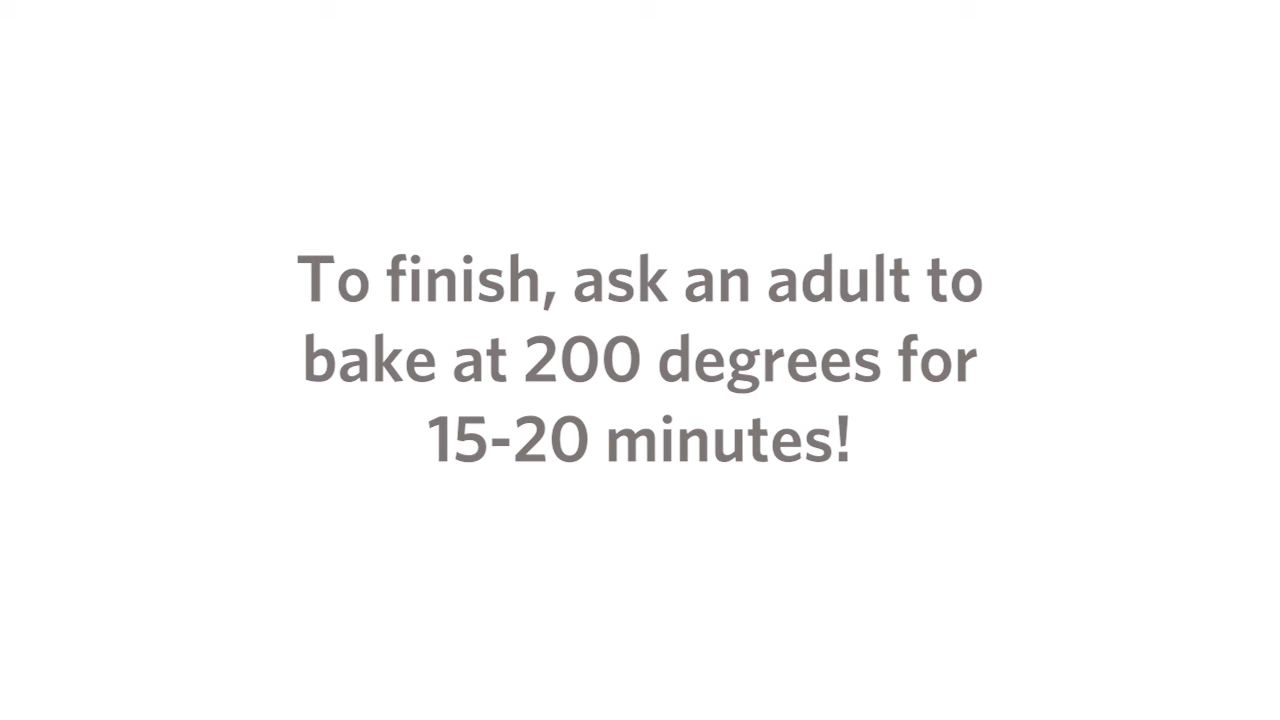 To finish, ask an adult to
bake at 200 degrees for
15-20 minutes!